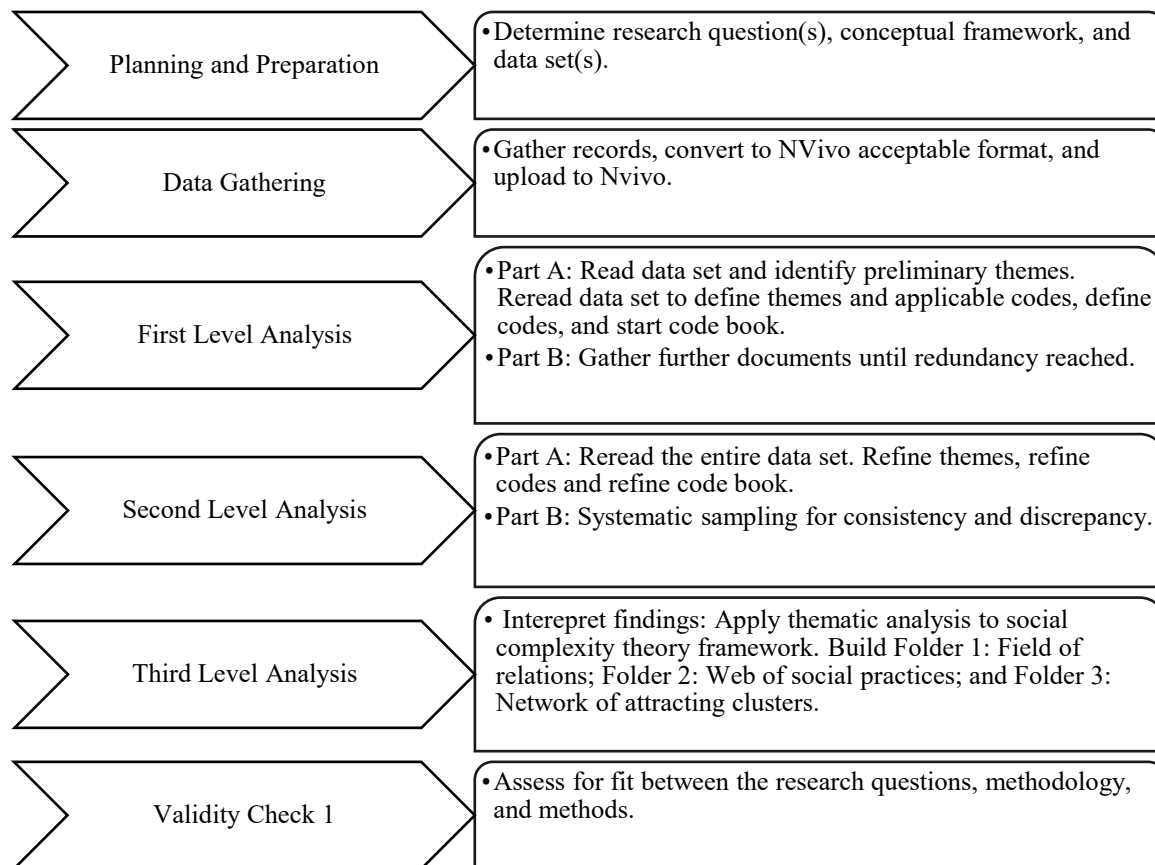 Planning and Preparation
•Determine research question(s), conceptual framework, and
data set(s).
Data Gathering
•Gather records, convert to NVivo acceptable format, and
upload to Nvivo.
First Level Analysis
•Part A: Read data set and identify preliminary themes.
Reread data set to define themes and applicable codes, define
codes, and start code book.
•Part B: Gather further documents until redundancy reached.
Second Level Analysis
•Part A: Reread the entire data set. Refine themes, refine
codes and refine code book.
•Part B: Systematic sampling for consistency and discrepancy.
Third Level Analysis
• Interepret findings: Apply thematic analysis to social
complexity theory framework. Build Folder 1: Field of
relations; Folder 2: Web of social practices; and Folder 3:
Network of attracting clusters.
Validity Check 1
•Assess for fit between the research questions, methodology,
and methods.